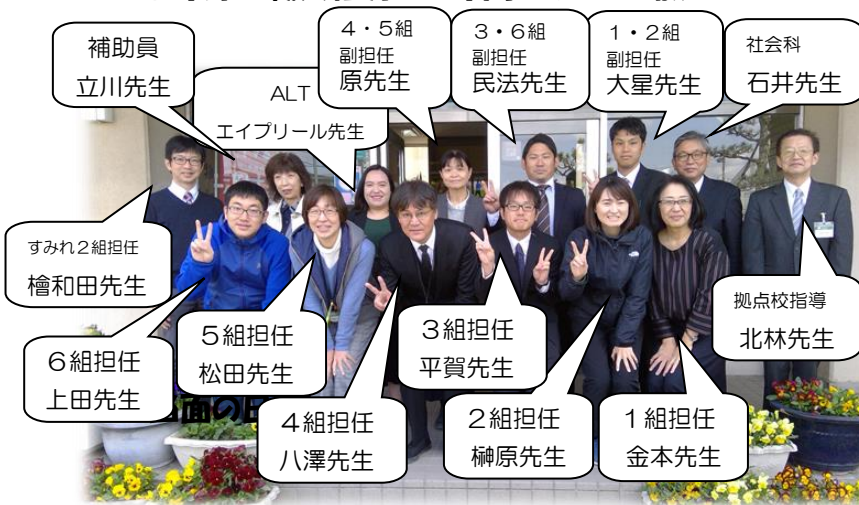 補助員
立川先生
ALT
エイプリール先生
４・５組
副担任
原先生
３・６組
副担任
民法先生
１・２組
副担任
大星先生
社会科
石井先生
すみれ２組担任
檜和田先生
６組担任
上田先生
５組担任
松田先生
４組担任
八澤先生
３組担任
平賀先生
２組担任
榊原先生
１組担任
金本先生
拠点校指導
北林先生
面の日